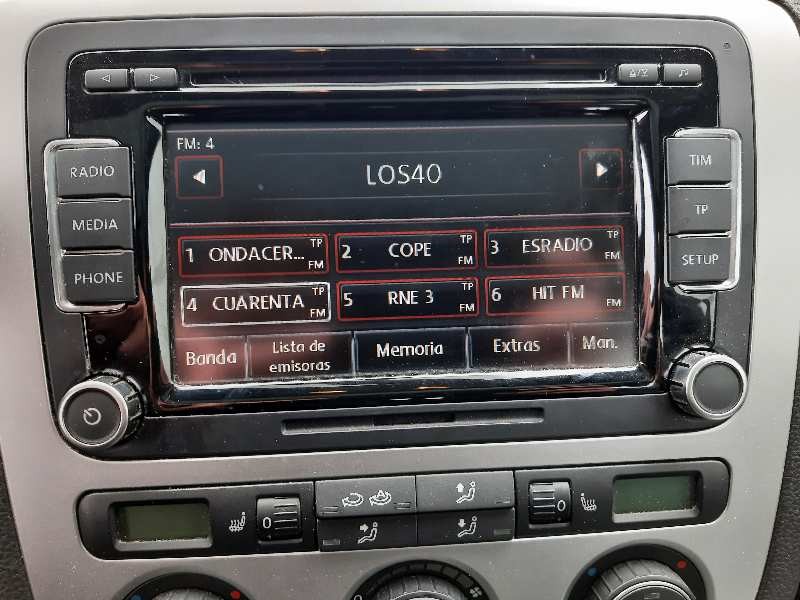 FM: 4
LOS40
RADIO
MEDIA
PHONE
TIM
TP
SETUP
1 ONDACER... TP FM
2 COPE TP FM
3 ESRADIO TP FM
4 CUARENTA TP FM
5 RNE 3 TP FM
6 HIT FM FM
Banda
Lista de
emisoras
Memoria
Extras
Man.
0
0